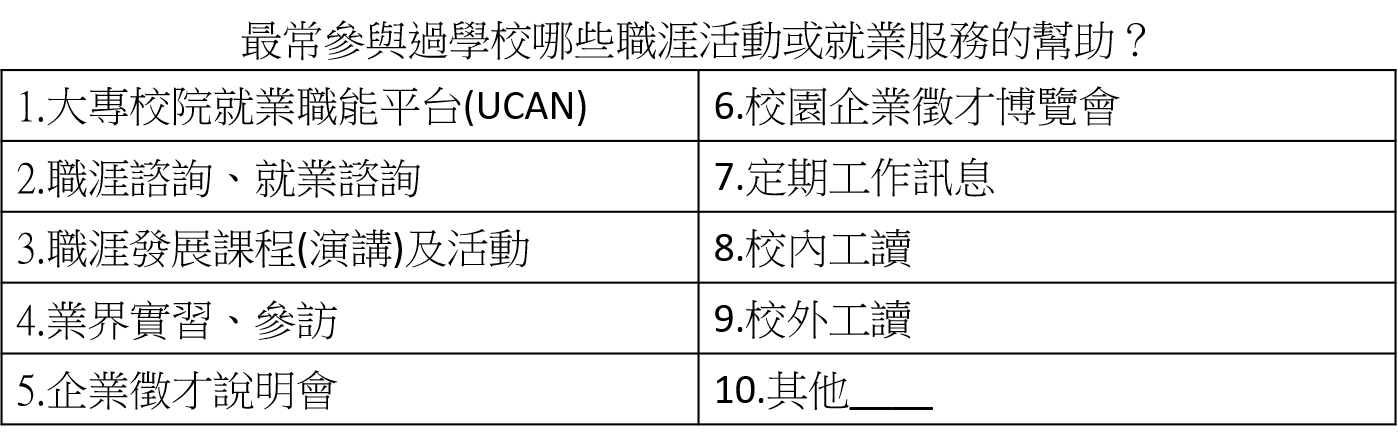 最常參與過學校哪些職涯活動或就業服務的幫助？
1.大專校院就業職能平台(UCAN)
6.校園企業徵才博覽會
2.職涯諮詢、就業諮詢
7.定期工作訊息
3.職涯發展課程(演講)及活動
8.校內工讀
4.業界實習、參訪
9.校外工讀
5.企業徵才說明會
10.其他____